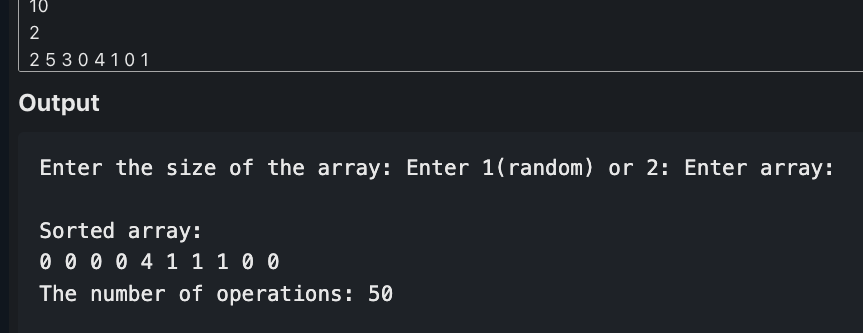 10
2
2 5 3 0 4 1 0 1
Output
Enter the size of the array: Enter 1(random) or 2: Enter array:
Sorted array:
0 0 0 0 4 1 1 1 0 0
The number of operations: 50